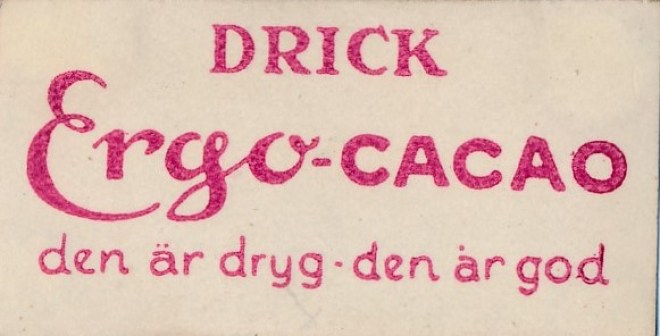 DRICK
Ergo-CACAO
den är dryg-den är god